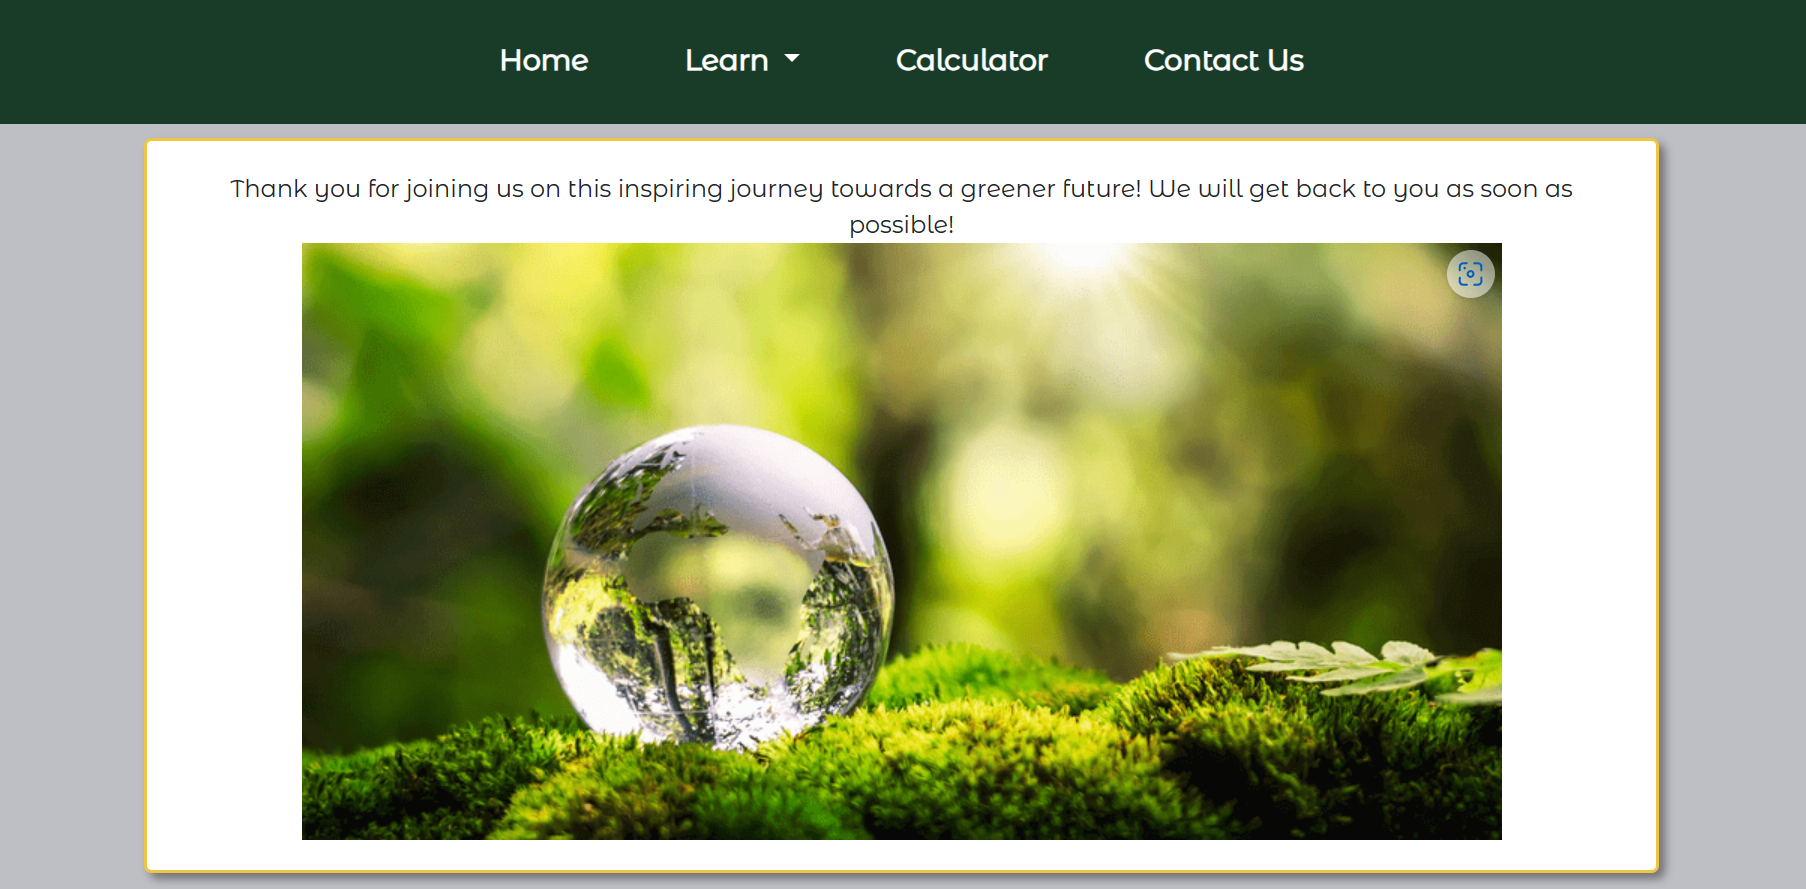 Home Learn Calculator Contact Us
Thank you for joining us on this inspiring journey towards a greener future! We will get back to you as soon as
possible!